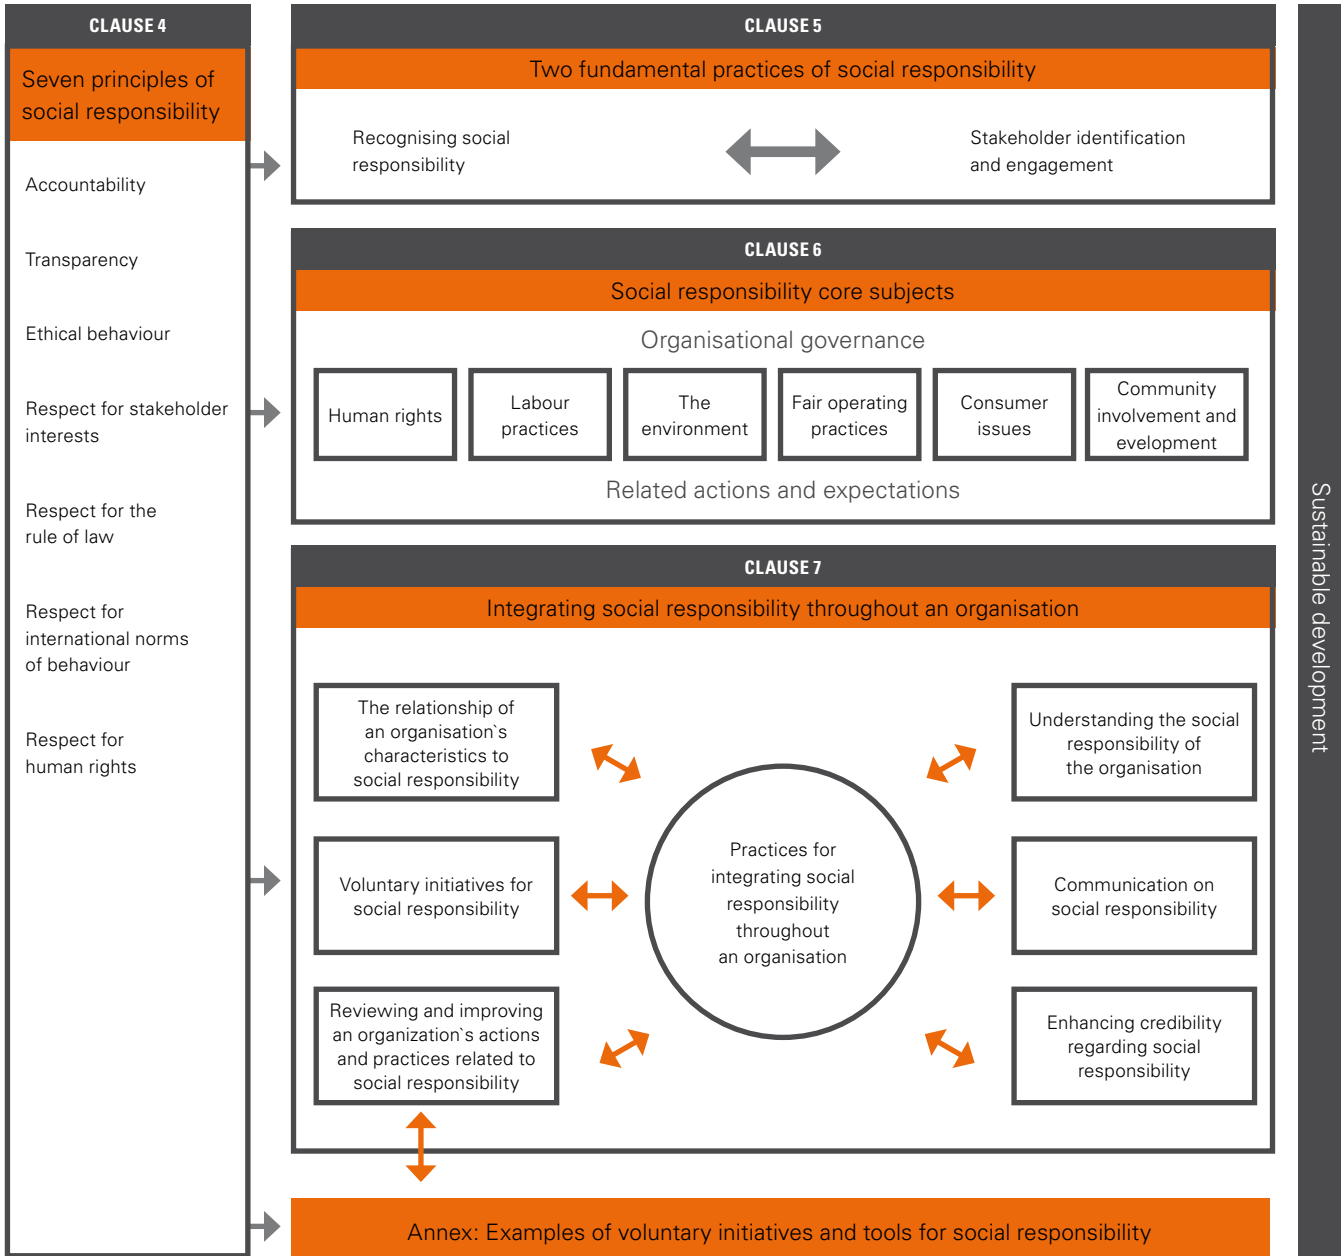 CLAUSE 4
Seven principles of
social responsibility
Accountability
Transparency
Ethical behaviour
Respect for stakeholder
interests
Respect for the
rule of law
Respect for
international norms
of behaviour
Respect for
human rights
CLAUSE 5
Two fundamental practices of social responsibility
Recognising social
responsibility
Stakeholder identification
and engagement
CLAUSE 6
Social responsibility core subjects
Organisational governance
Human rights
Labour
practices
The
environment
Fair operating
practices
Consumer
issues
Community
involvement and
evelopment
Related actions and expectations
CLAUSE 7
Integrating social responsibility throughout an organisation
The relationship of
an organisation`s
characteristics to
social responsibility
Voluntary initiatives for
social responsibility
Reviewing and improving
an organization`s actions
and practices related to
social responsibility
Practices for
integrating social
responsibility
throughout
an organisation
Understanding the social
responsibility of
the organisation
Communication on
social responsibility
Enhancing credibility
regarding social
responsibility
Annex: Examples of voluntary initiatives and tools for social responsibility
Sustainable development